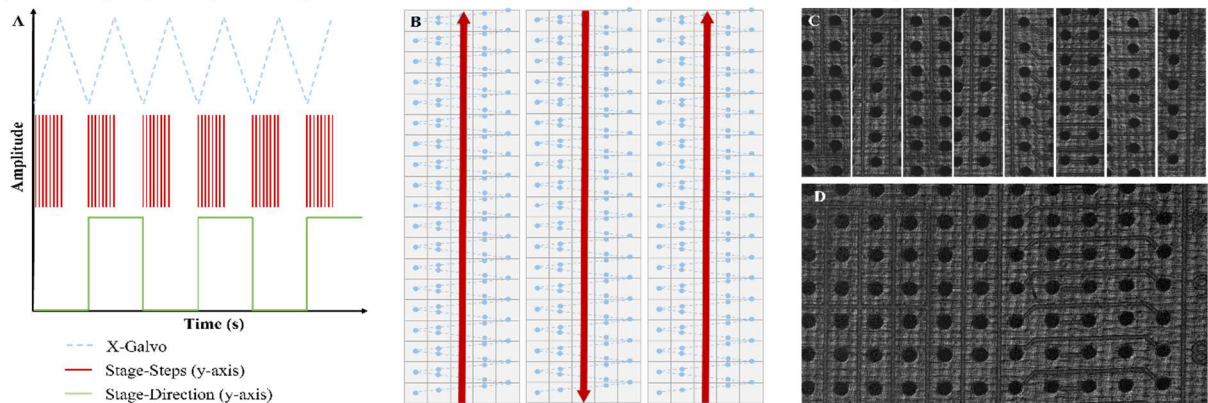 A
Amplitude
Time (s)
X-Galvo
Stage-Steps (y-axis)
Stage-Direction (y-axis)
B
C
D